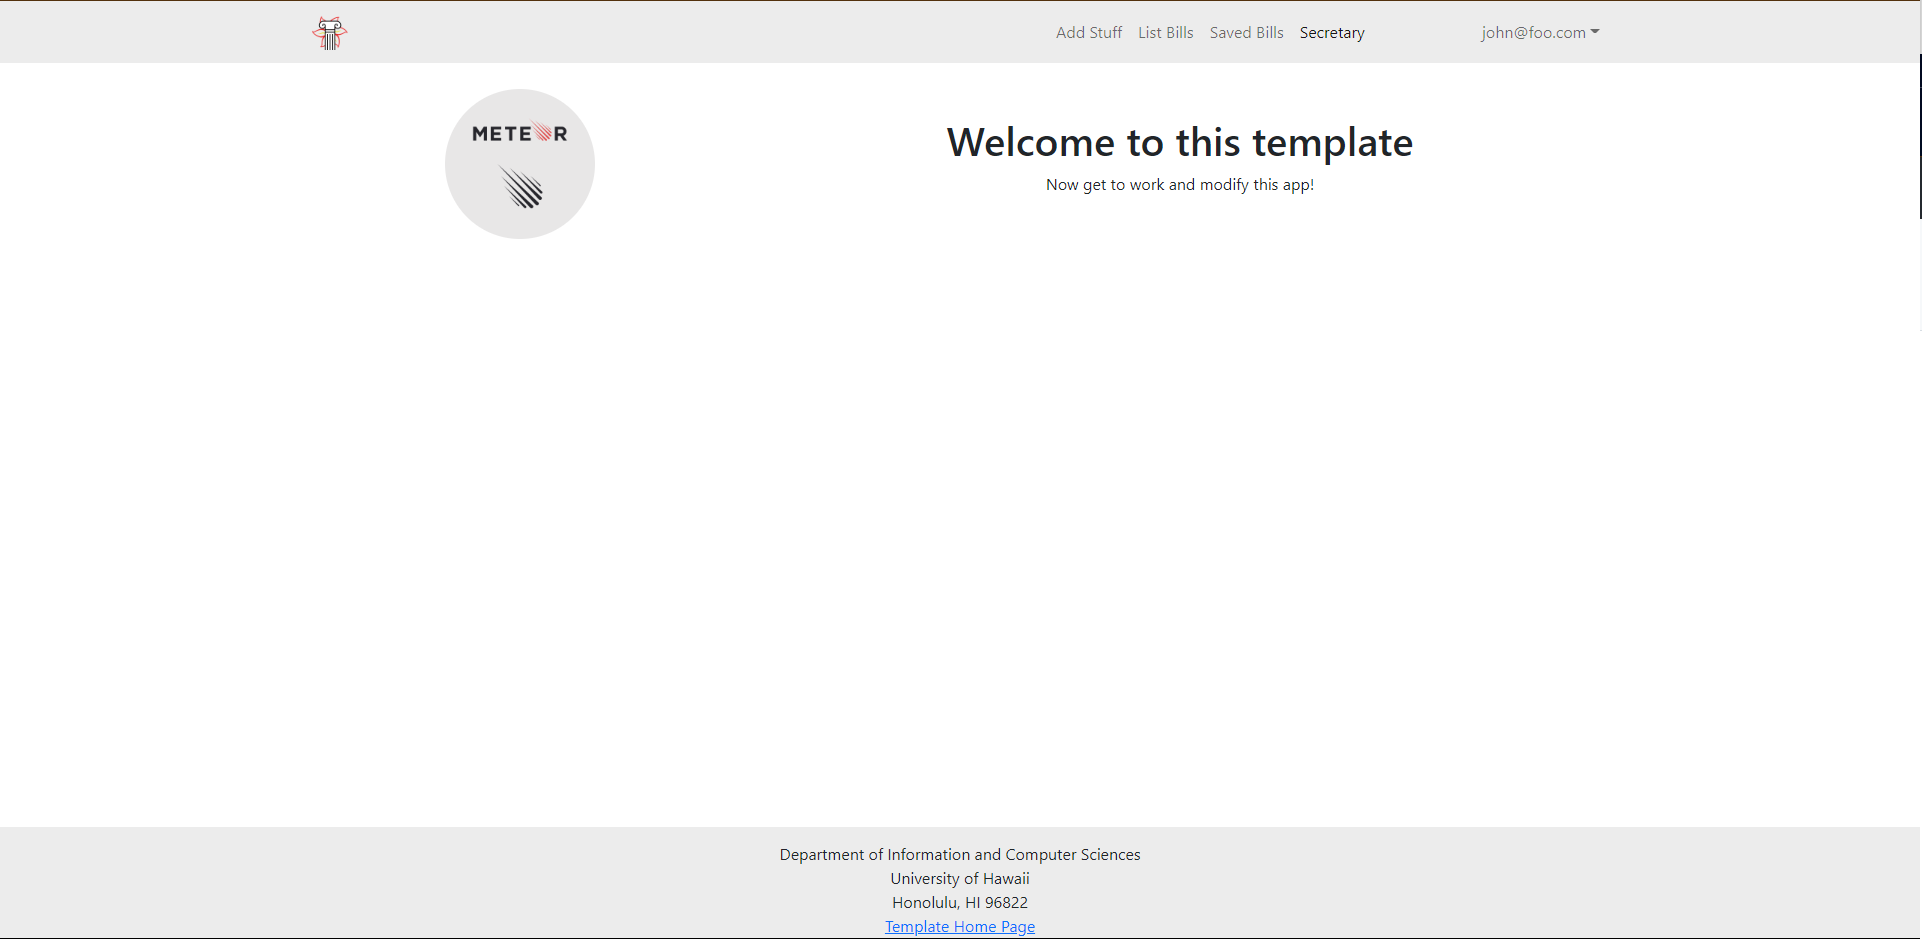 Add Stuff List Bills Saved Bills Secretary john@foo.com
METEOR
Welcome to this template
Now get to work and modify this app!
Department of Information and Computer Sciences
University of Hawaii
Honolulu, HI 96822
Template Home Page